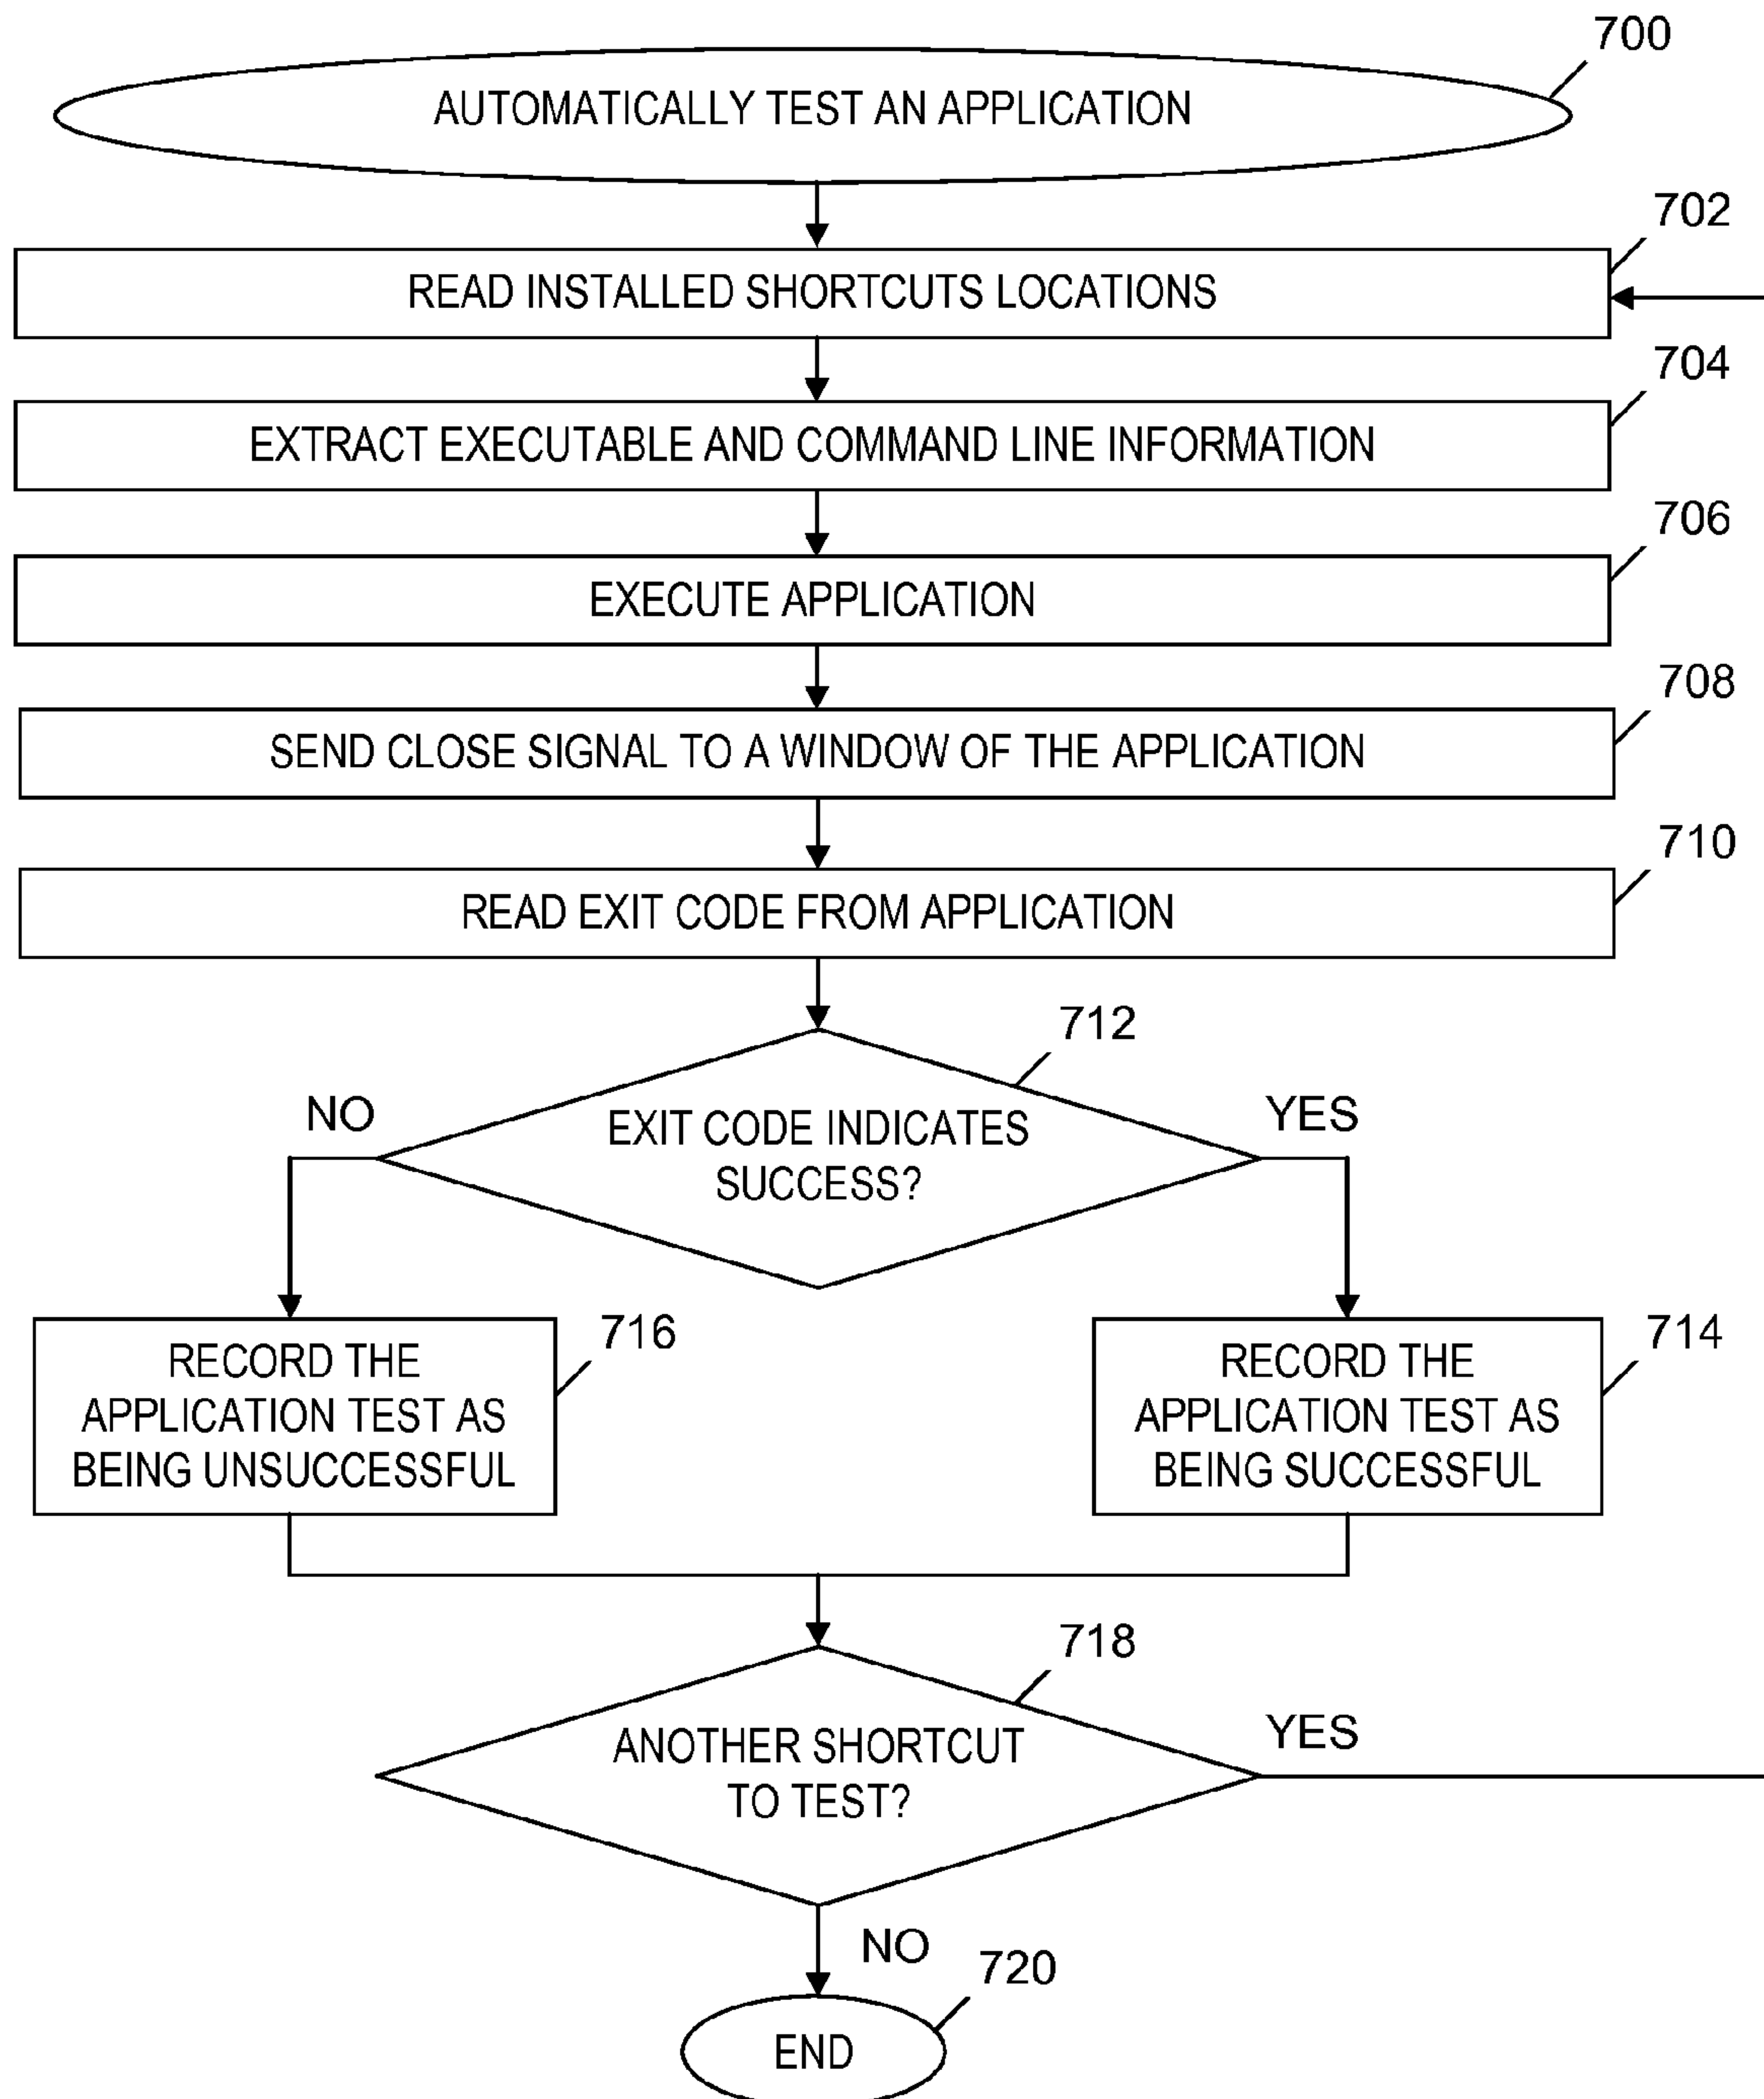 700
AUTOMATICALLY TEST AN APPLICATION
702
READ INSTALLED SHORTCUTS LOCATIONS
704
EXTRACT EXECUTABLE AND COMMAND LINE INFORMATION
706
EXECUTE APPLICATION
708
SEND CLOSE SIGNAL TO A WINDOW OF THE APPLICATION
710
READ EXIT CODE FROM APPLICATION
712
NO
YES
EXIT CODE INDICATES
SUCCESS?
716
RECORD THE
APPLICATION TEST AS
BEING UNSUCCESSFUL
714
RECORD THE
APPLICATION TEST AS
BEING SUCCESSFUL
718
YES
ANOTHER SHORTCUT
TO TEST?
NO
720
END